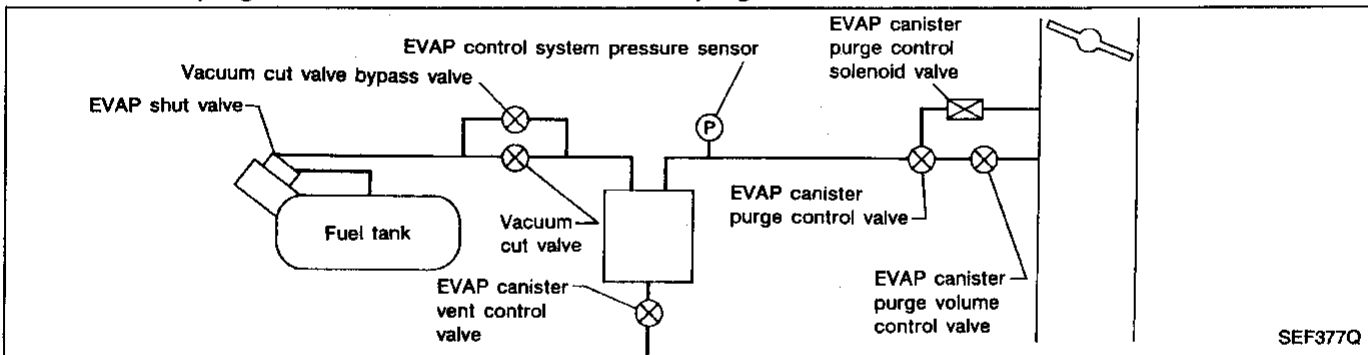 EVAP canister
purge control
solenoid valve
EVAP control system pressure sensor
Vacuum cut valve bypass valve
EVAP shut valve
P
Fuel tank
Vacuum
cut valve
EVAP canister
purge control valve
EVAP canister
vent control
valve
EVAP canister
purge volume
control valve
SEF377Q